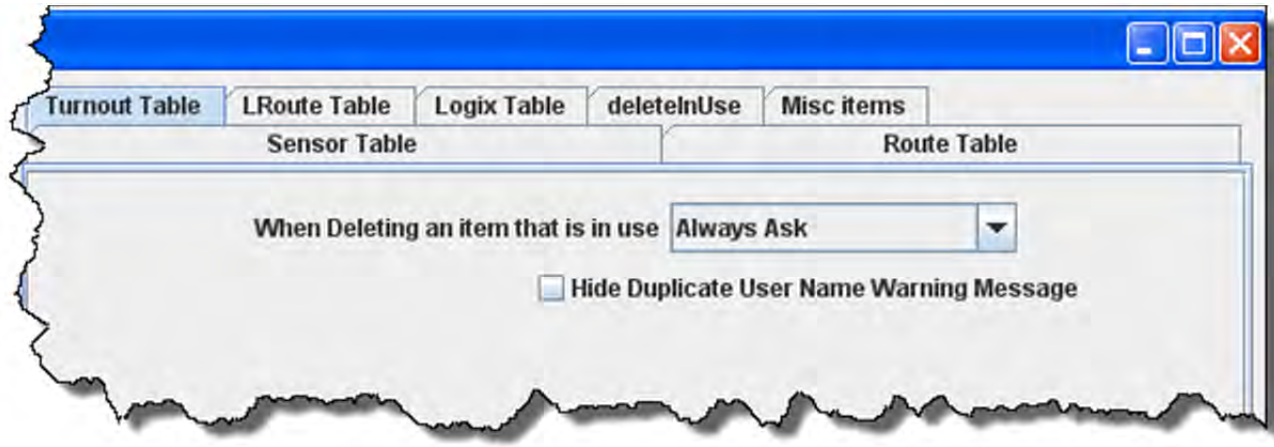 Turnout Table LRoute Table Logix Table deleteInUse Misc items
Sensor Table Route Table
When Deleting an item that is in use Always Ask
Hide Duplicate User Name Warning Message